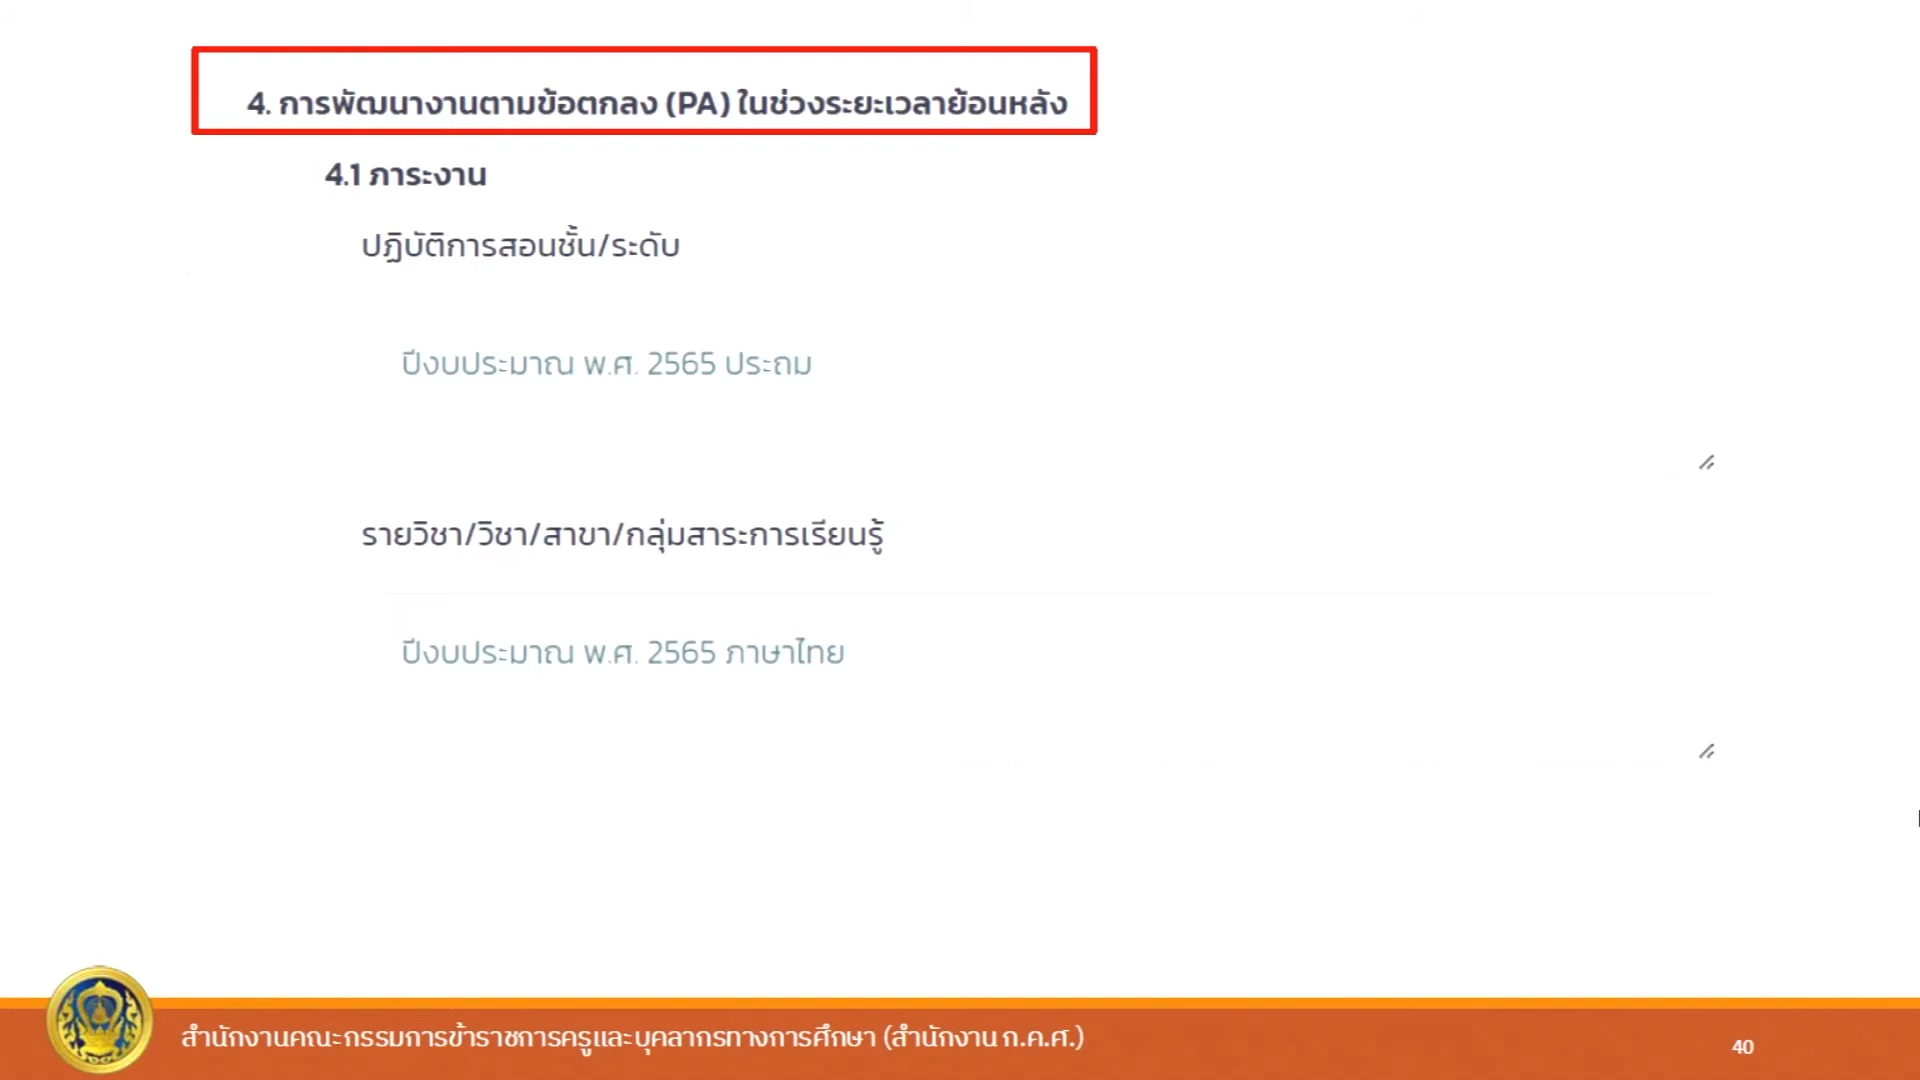 4. การพัฒนางานตามข้อตกลง (PA) ในช่วงระยะเวลาย้อนหลัง
4.1 ภาระงาน
ปฏิบัติการสอนชั้น/ระดับ
ปีงบประมาณ พ.ศ. 2565 ประถม
รายวิชา/วิชา/สาขา/กลุ่มสาระการเรียนรู้
ปีงบประมาณ พ.ศ. 2565 ภาษาไทย
สำนักงานคณะกรรมการข้าราชการครูและบุคลากรทางการศึกษา (สำนักงาน ก.ค.ศ.)
40